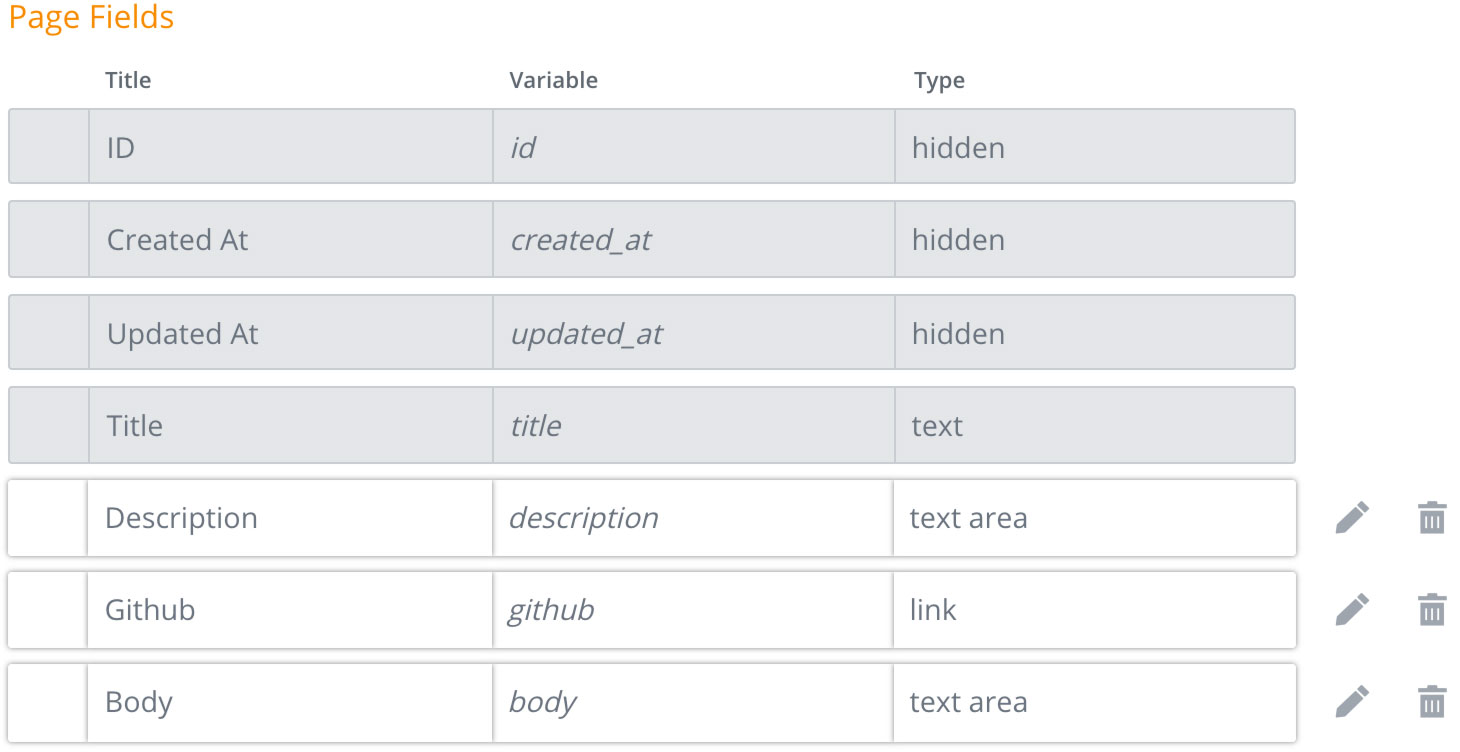 Page Fields
Title Variable Type
ID id hidden
Created At created_at hidden
Updated At updated_at hidden
Title title text
Description description text area
Github github link
Body body text area